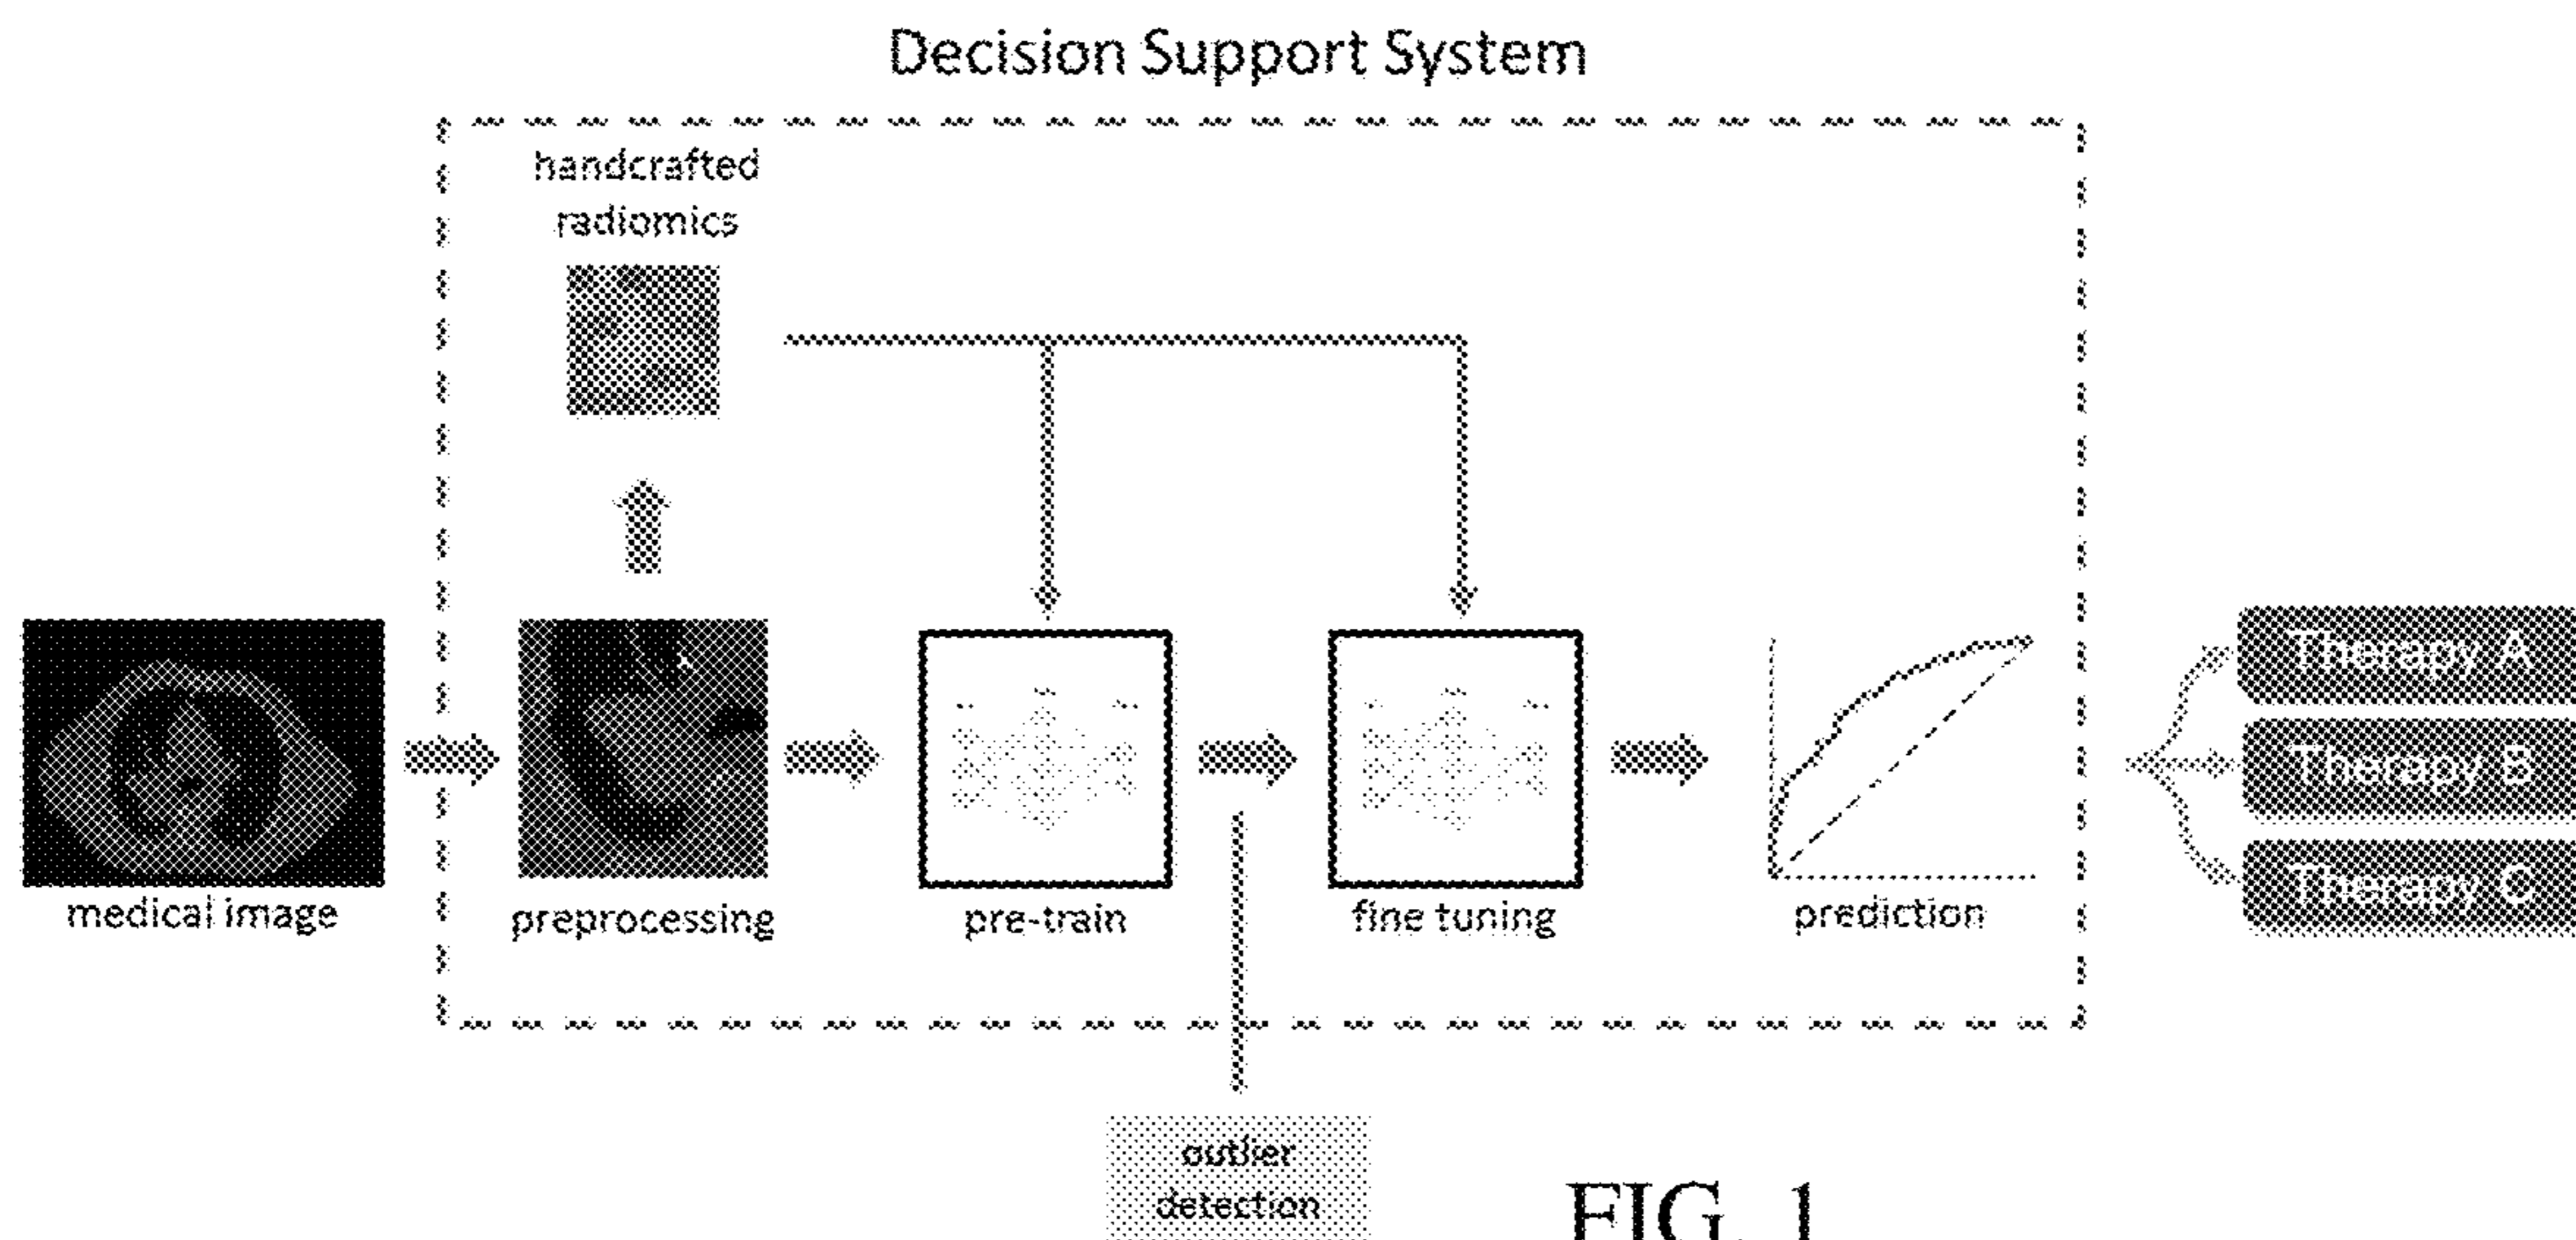 Decision Support System
handcrafted
radiomics
medical image
preprocessing
pre-train
fine tuning
prediction
Therapy A
Therapy B
Therapy C
outlier
detection
FIG. 1